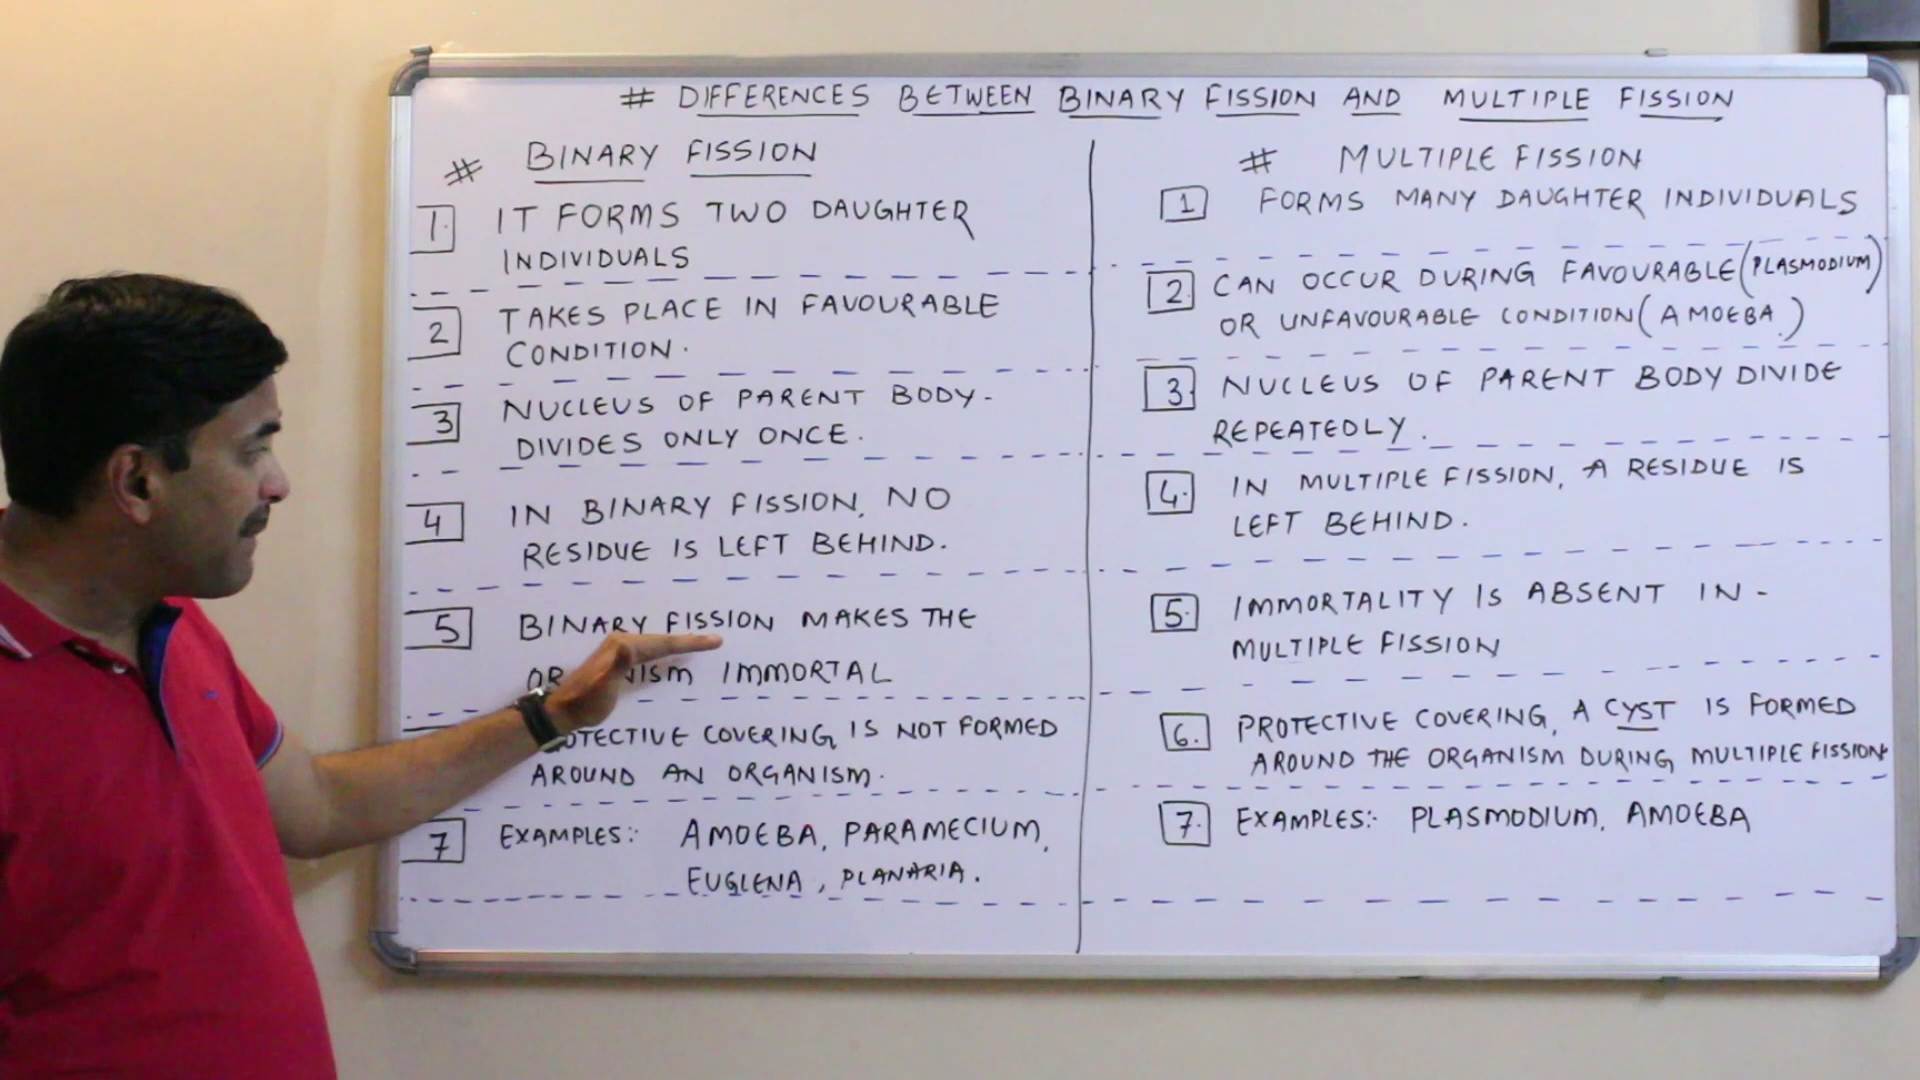 # DIFFERENCES BETWEEN BINARY FISSION AND MULTIPLE FISSION
# BINARY FISSION
1. IT FORMS TWO DAUGHTER
INDIVIDUALS
2 TAKES PLACE IN FAVOURABLE
CONDITION.
3 NUCLEUS OF PARENT BODY-
DIVIDES ONLY ONCE.
4 IN BINARY FISSION, NO
RESIDUE IS LEFT BEHIND.
5 BINARY FISSION MAKES THE
IMMORTAL
COVERING IS NOT FORMED
AROUND AN ORGANISM.
7 EXAMPLES:- AMOEBA, PARAMECIUM,
EUGLENA, PLANARIA.
# MULTIPLE FISSION
1 FORMS MANY DAUGHTER INDIVIDUALS
2. CAN OCCUR DURING FAVOURABLE (PLASMODIUM)
OR UNFAVOURABLE CONDITION (AMOEBA.)
3. NUCLEUS OF PARENT BODY DIVIDE
REPEATEDLY.
4. IN MULTIPLE FISSION, A RESIDUE IS
LEFT BEHIND.
5. IMMORTALITY IS ABSENT IN -
MULTIPLE FISSION
6. PROTECTIVE COVERING, A CYST IS FORMED
AROUND THE ORGANISM DURING MULTIPLE FISSION
7. EXAMPLES:- PLASMODIUM, AMOEBA